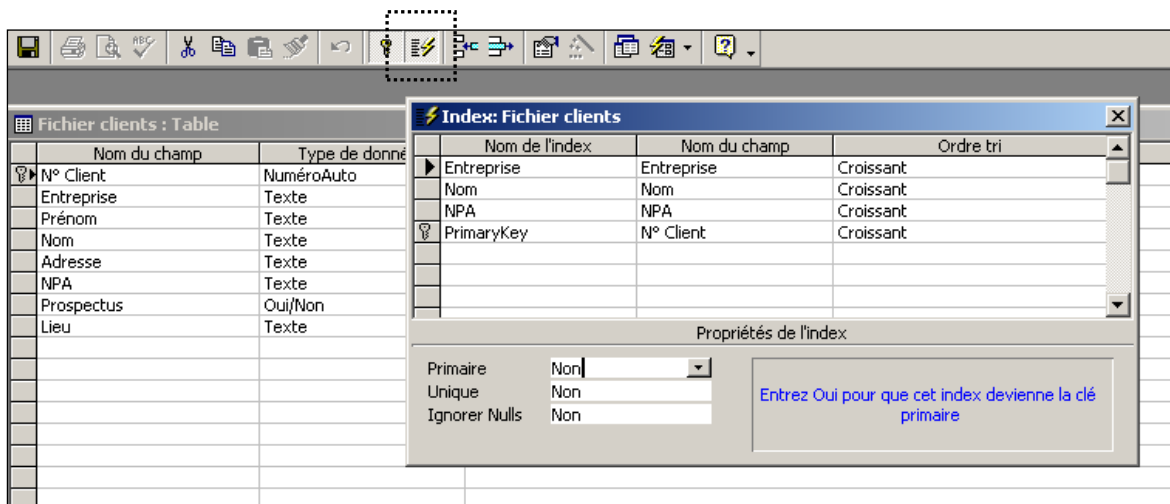 ABC
Fichier clients : Table
Nom du champ Type de donné
N° Client NuméroAuto
Entreprise Texte
Prénom Texte
Nom Texte
Adresse Texte
NPA Texte
Prospectus Oui/Non
Lieu Texte
Index: Fichier clients
Nom de l'index Nom du champ Ordre tri
Entreprise Entreprise Croissant
Nom Nom Croissant
NPA NPA Croissant
PrimaryKey N° Client Croissant
Propriétés de l'index
Primaire Non
Unique Non
Ignorer Nulls Non
Entrez Oui pour que cet index devienne la clé
primaire